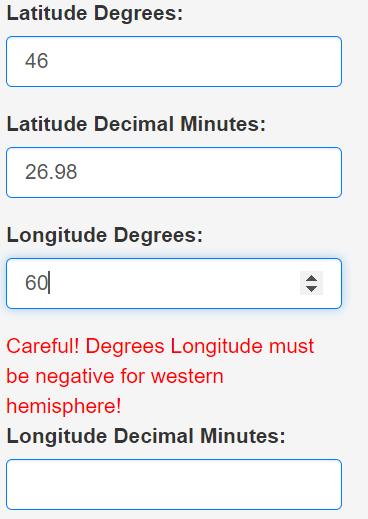 Latitude Degrees:
46
Latitude Decimal Minutes:
26.98
Longitude Degrees:
60
Careful! Degrees Longitude must
be negative for western
hemisphere!
Longitude Decimal Minutes: